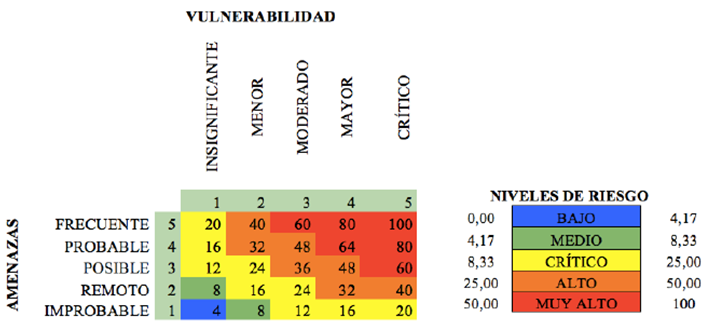 VULNERABILIDAD
INSIGNIFICANTE MENOR MODERADO MAYOR CRÍTICO
1 2 3 4 5
AMENAZAS
FRECUENTE 5 20 40 60 80 100
PROBABLE 4 16 32 48 64 80
POSIBLE 3 12 24 36 48 60
REMOTO 2 8 16 24 32 40
IMPROBABLE 1 4 8 12 16 20
NIVELES DE RIESGO
0,00 BAJO 4,17
4,17 MEDIO 8,33
8,33 CRÍTICO 25,00
25,00 ALTO 50,00
50,00 MUY ALTO 100